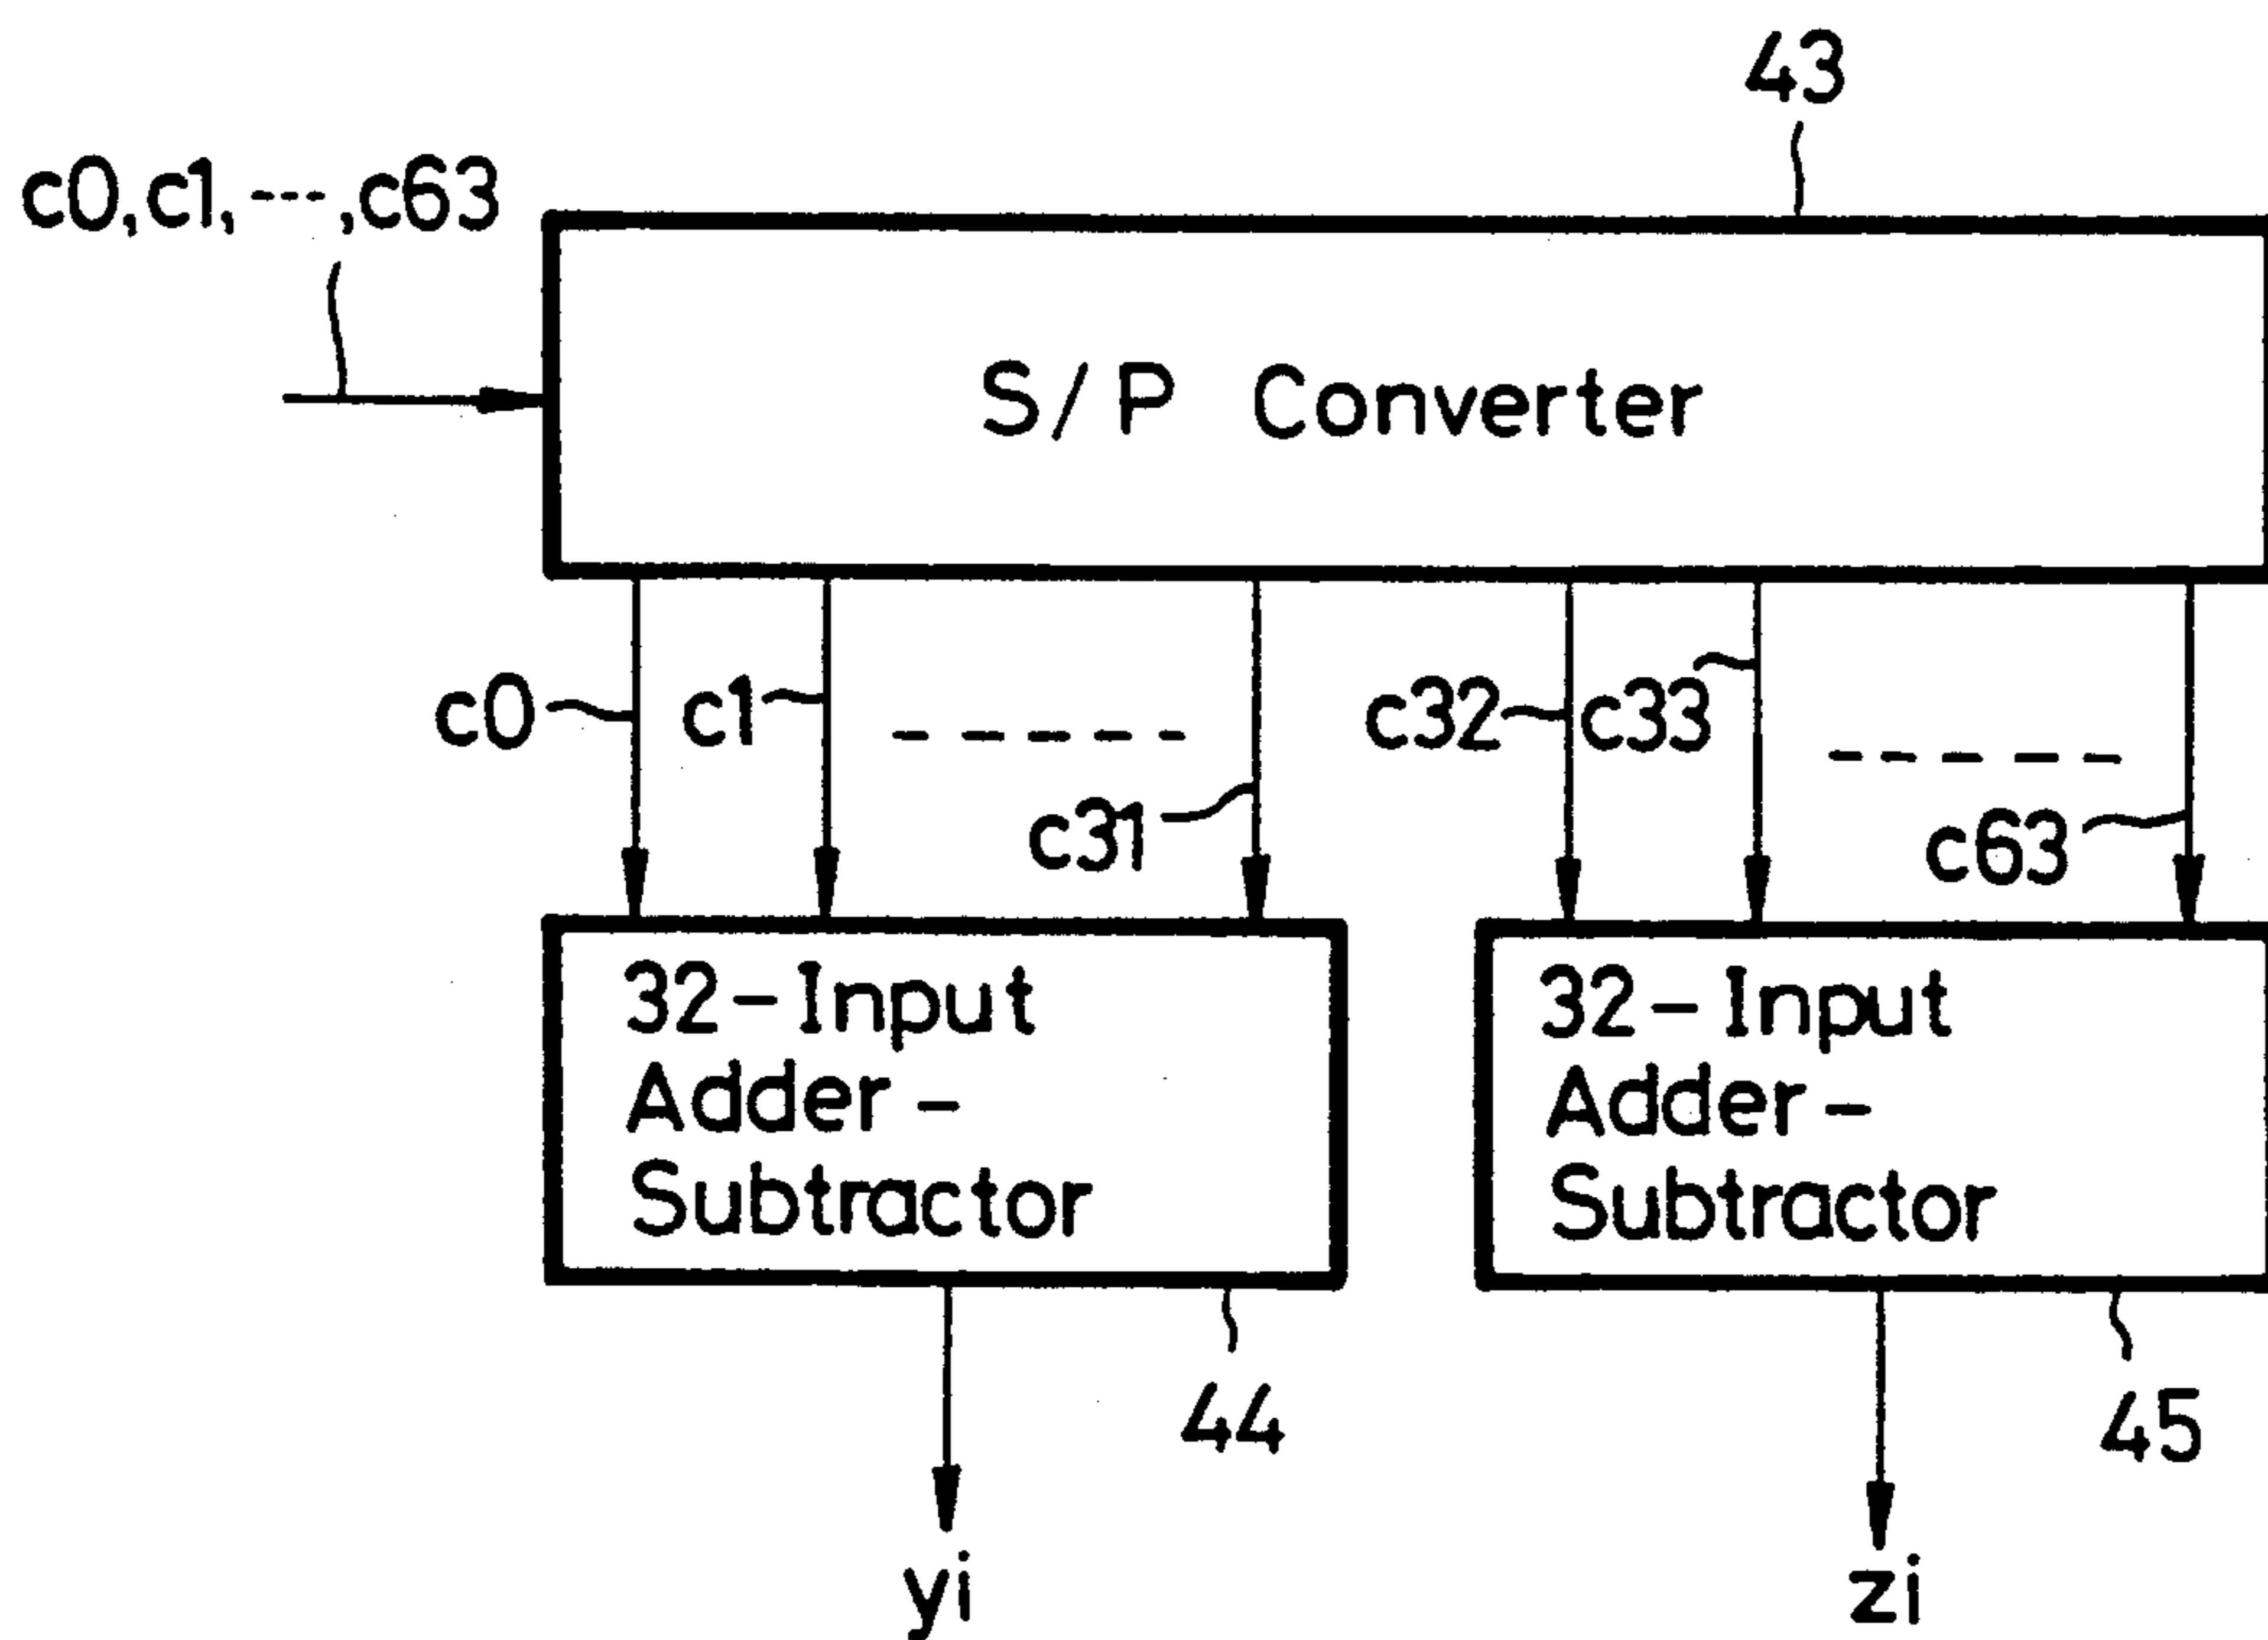 43
c0,c1,---,c63
S/P Converter
c0
c1
c31
c32
c33
c63
32-Input
Adder-
Subtractor
32-Input
Adder-
Subtractor
44
45
yi
zi